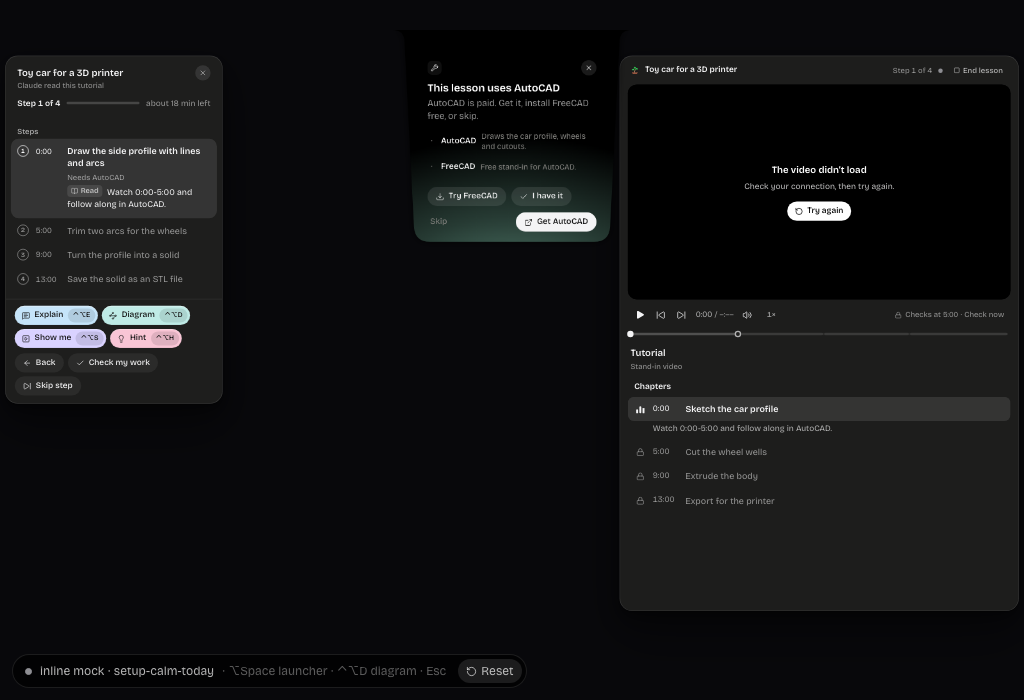 Toy car for a 3D printer
Claude read this tutorial
Step 1 of 4 about 18 min left
Steps
1 0:00 Draw the side profile with lines
and arcs
Needs AutoCAD
Read Watch 0:00-5:00 and
follow along in AutoCAD.
2 5:00 Trim two arcs for the wheels
3 9:00 Turn the profile into a solid
4 13:00 Save the solid as an STL file
Explain ⌃⌥E Diagram ⌃⌥D
Show me ⌃⌥S Hint ⌃⌥H
Back Check my work
Skip step
This lesson uses AutoCAD
AutoCAD is paid. Get it, install FreeCAD
free, or skip.
· AutoCAD Draws the car profile, wheels
and cutouts.
· FreeCAD Free stand-in for AutoCAD.
Try FreeCAD I have it
Skip Get AutoCAD
Toy car for a 3D printer Step 1 of 4 End lesson
The video didn't load
Check your connection, then try again.
Try again
0:00 / –:–– 1× Checks at 5:00 · Check now
Tutorial
Stand-in video
Chapters
0:00 Sketch the car profile
Watch 0:00-5:00 and follow along in AutoCAD.
5:00 Cut the wheel wells
9:00 Extrude the body
13:00 Export for the printer
inline mock · setup-calm-today · ⌥Space launcher · ⌃⌥D diagram · Esc Reset